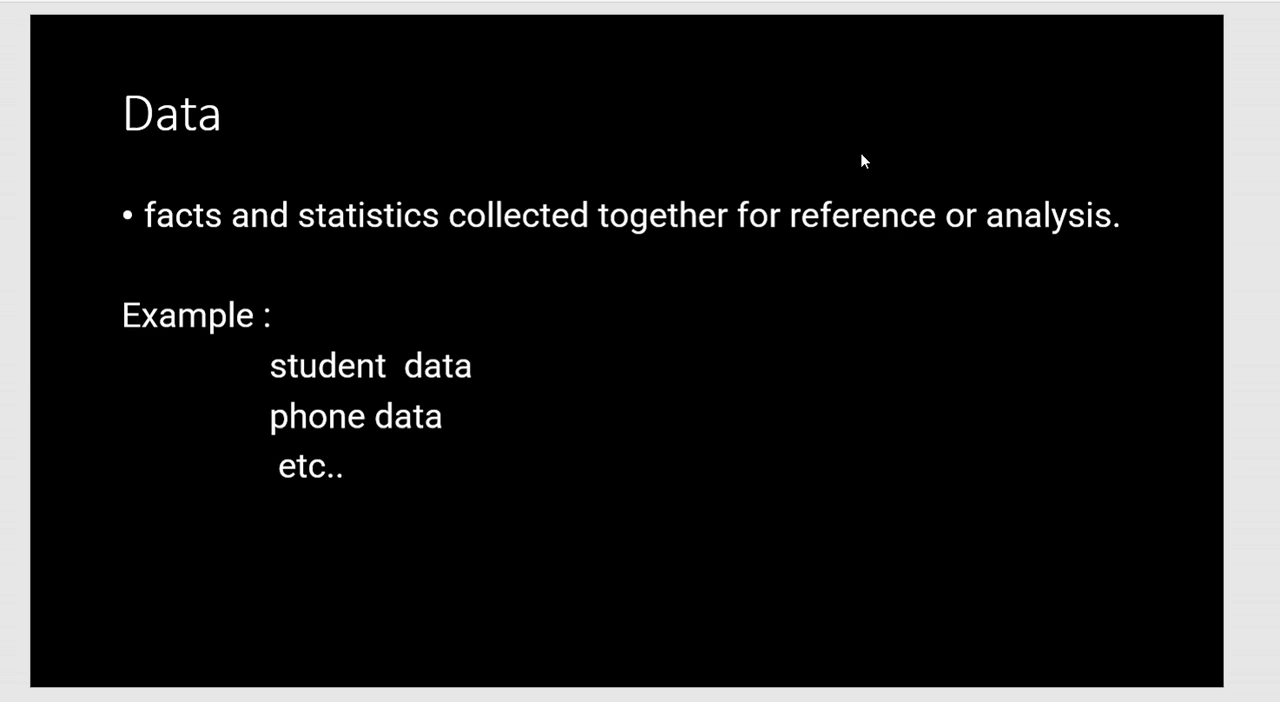 Data
• facts and statistics collected together for reference or analysis.
Example :
student data
phone data
etc..